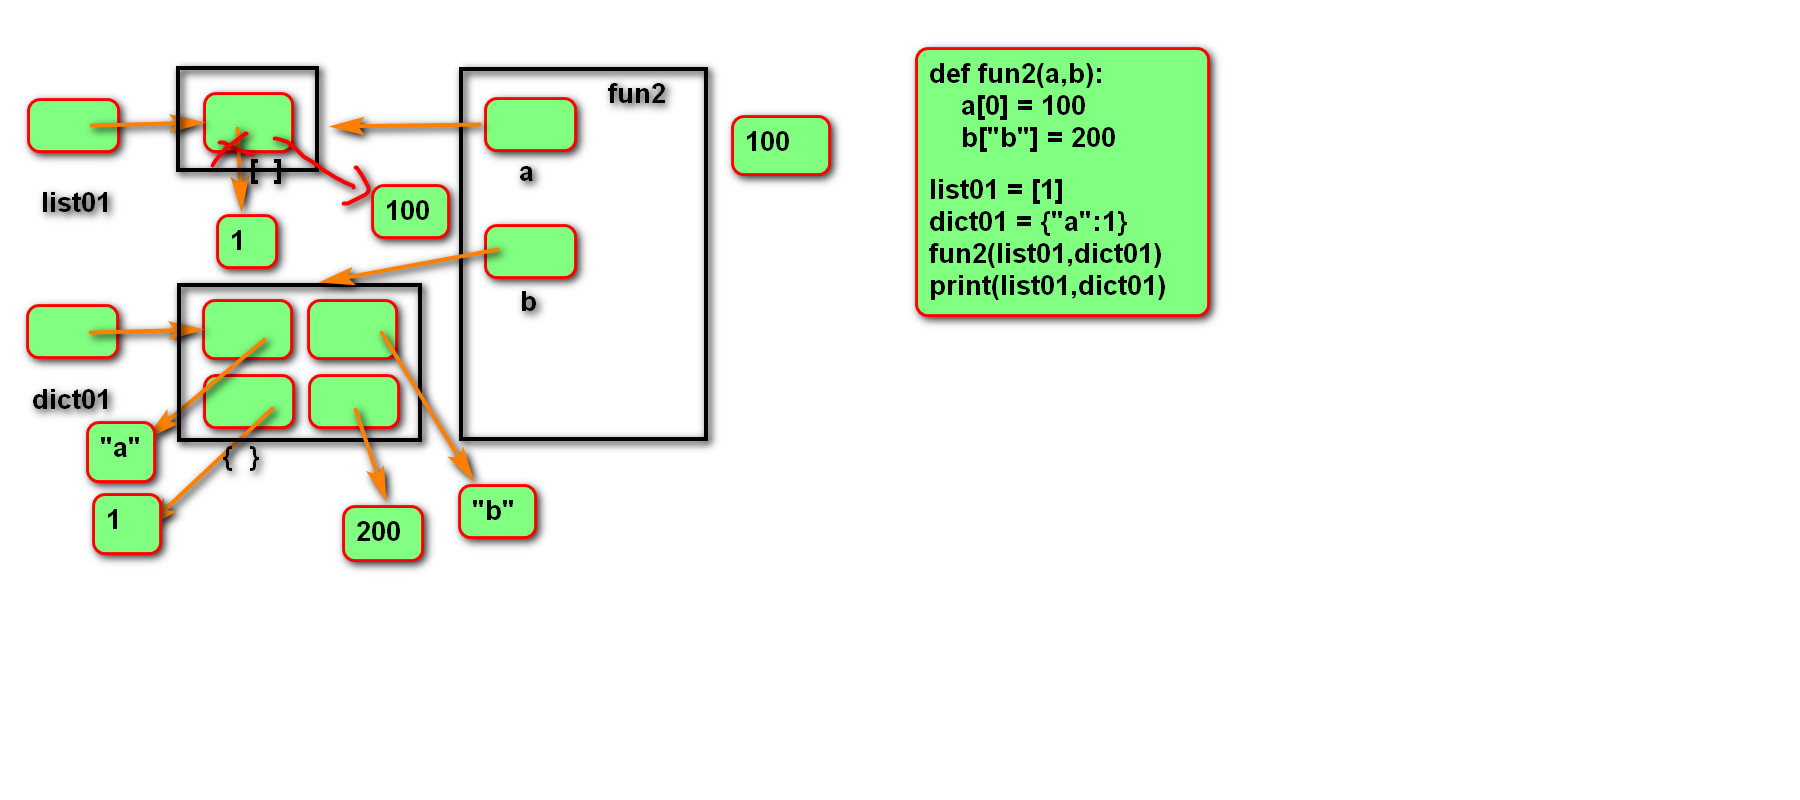 fun2
[ ]
a
100
list01
100
1
b
dict01
"a"
{ }
1
200
"b"
def fun2(a,b):
a[0] = 100
b["b"] = 200
list01 = [1]
dict01 = {"a":1}
fun2(list01,dict01)
print(list01,dict01)